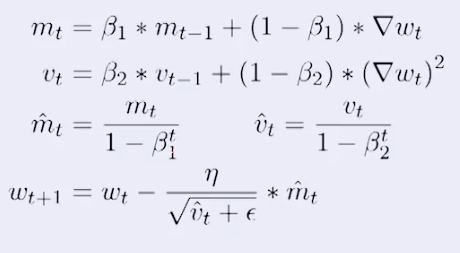 m_t = β_1 * m_{t−1} + (1 − β_1) * ∇w_t
v_t = β_2 * v_{t−1} + (1 − β_2) * (∇w_t)^2
m̂_t = m_t / (1 − β_1^t)    v̂_t = v_t / (1 − β_2^t)
w_{t+1} = w_t − η / √(v̂_t + ϵ) * m̂_t